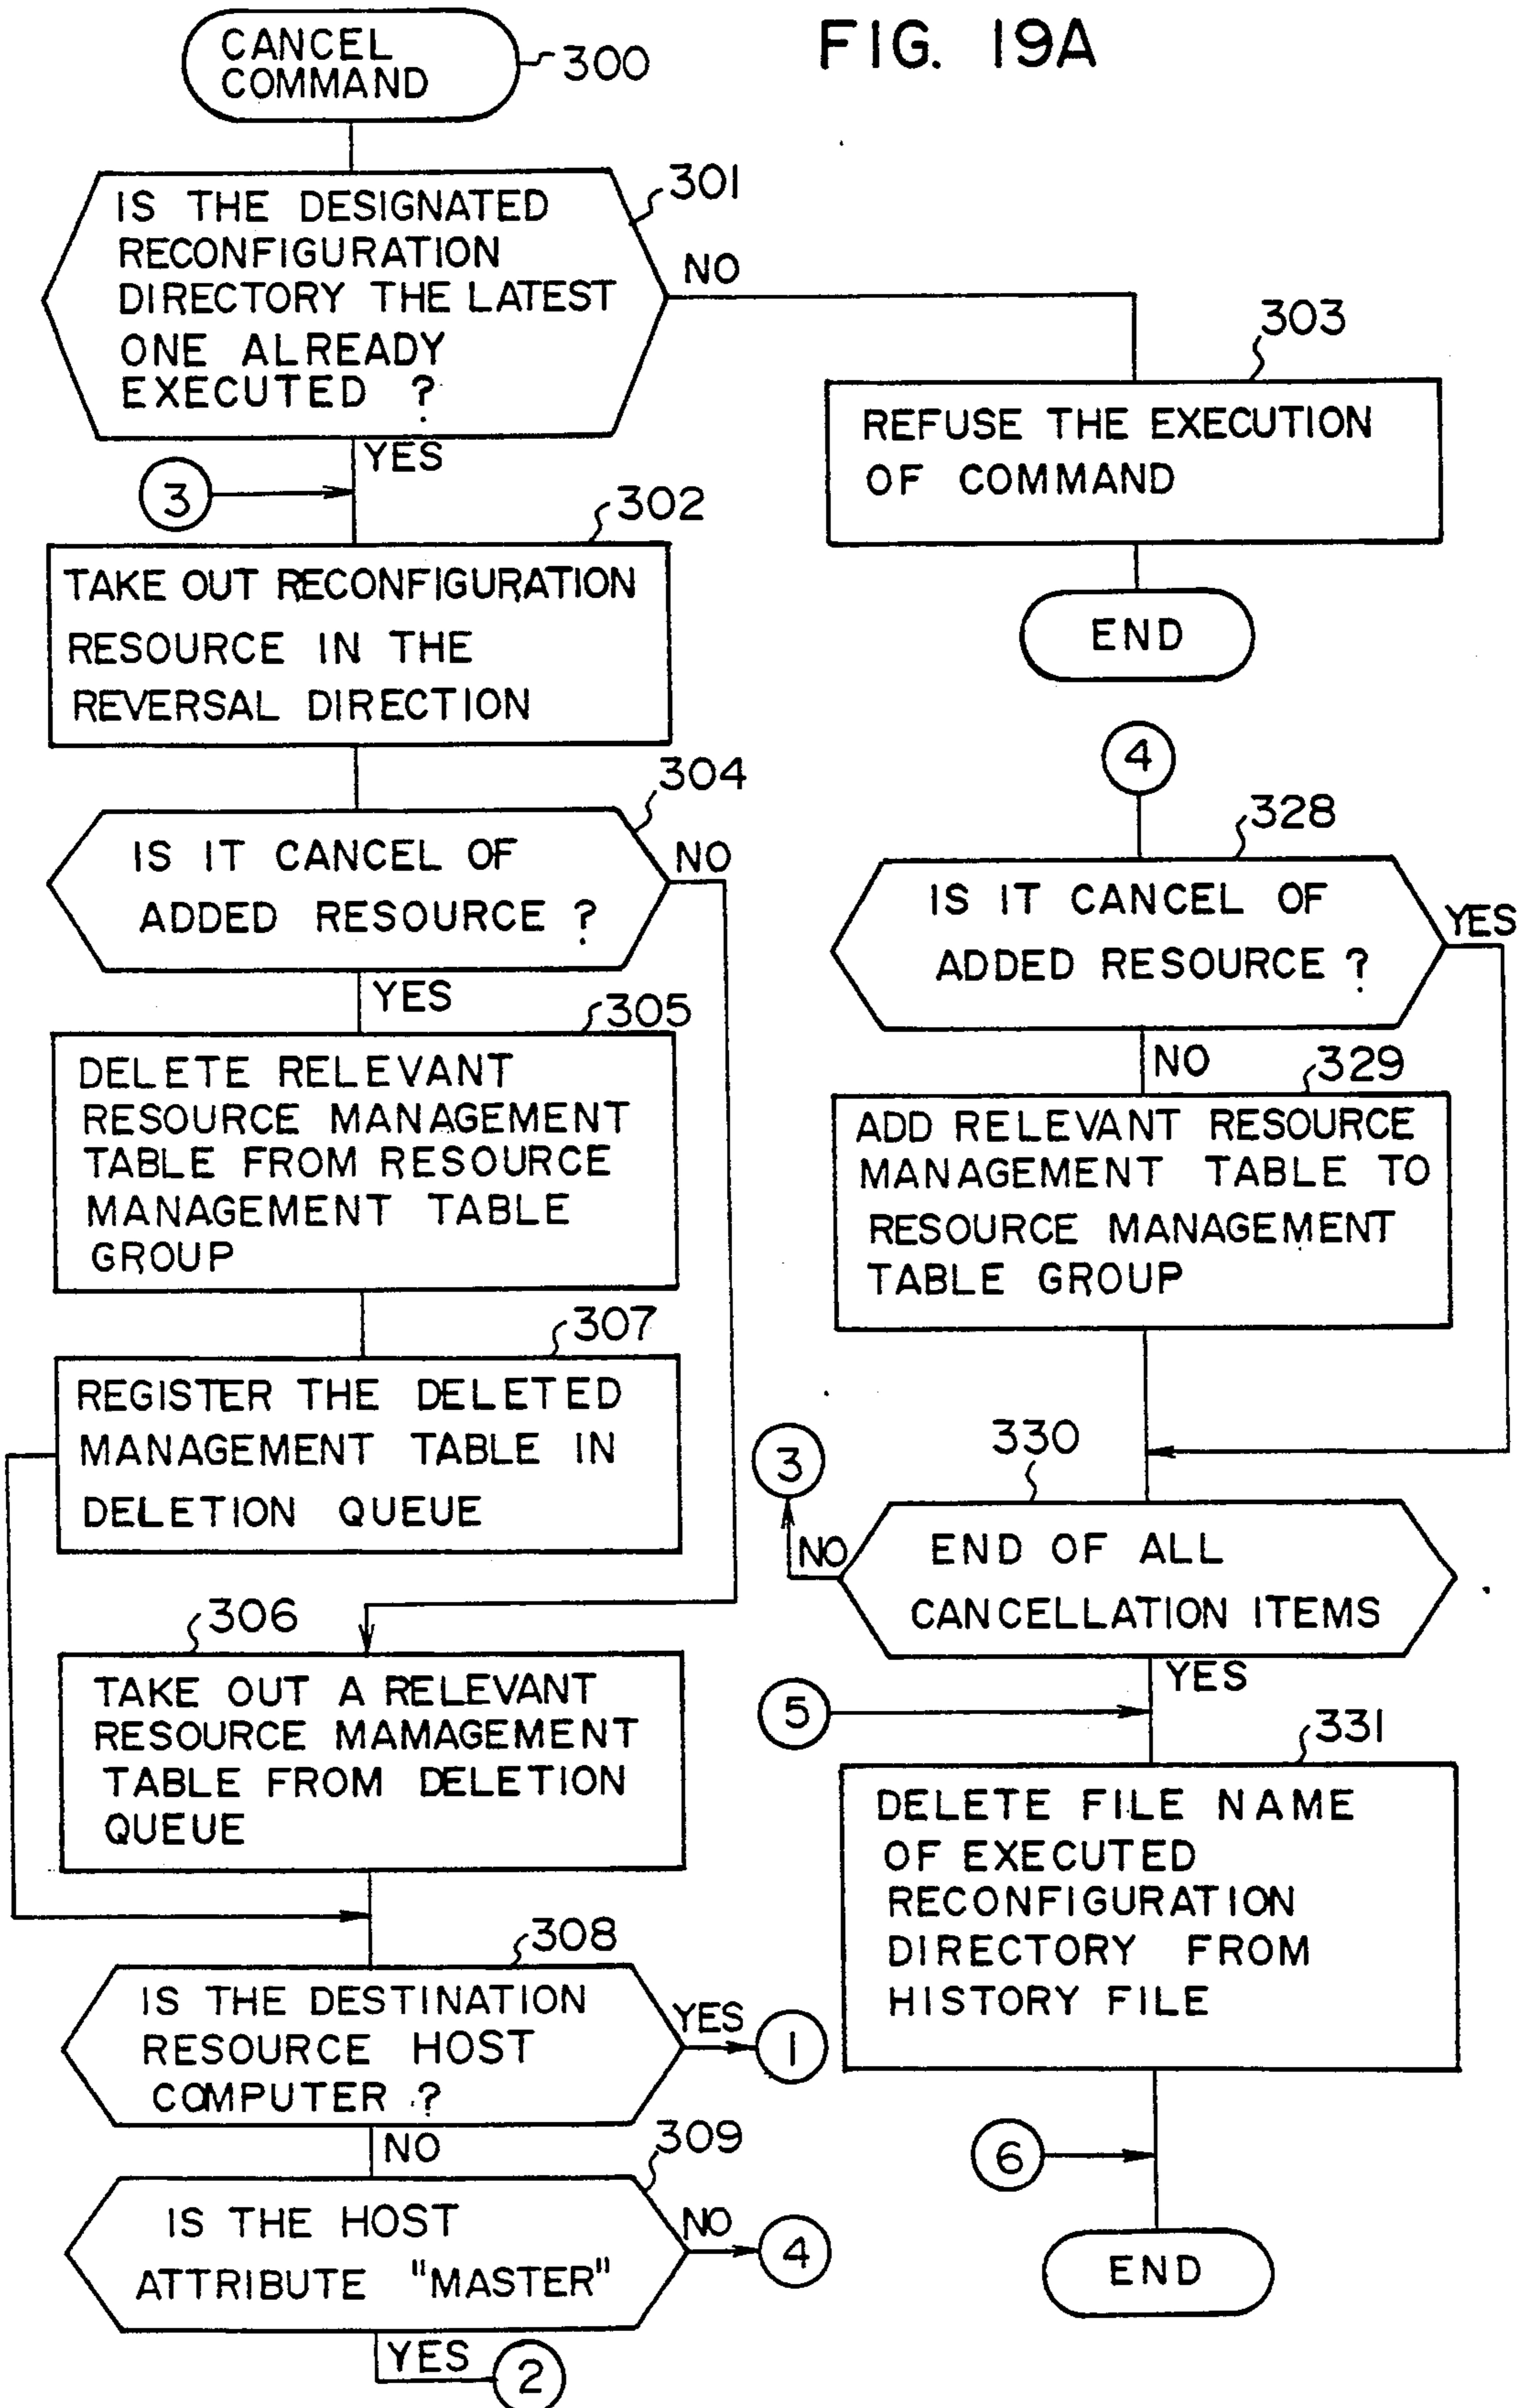 FIG. 19A
CANCEL
COMMAND
300
IS THE DESIGNATED
RECONFIGURATION
DIRECTORY THE LATEST
ONE ALREADY
EXECUTED ?
301
NO
YES
3
302
TAKE OUT RECONFIGURATION
RESOURCE IN THE
REVERSAL DIRECTION
304
IS IT CANCEL OF
ADDED RESOURCE ?
NO
YES
305
DELETE RELEVANT
RESOURCE MANAGEMENT
TABLE FROM RESOURCE
MANAGEMENT TABLE
GROUP
307
REGISTER THE DELETED
MANAGEMENT TABLE IN
DELETION QUEUE
306
TAKE OUT A RELEVANT
RESOURCE MAMAGEMENT
TABLE FROM DELETION
QUEUE
308
IS THE DESTINATION
RESOURCE HOST
COMPUTER ?
YES
1
NO
309
IS THE HOST
ATTRIBUTE "MASTER"
NO
4
YES
2
303
REFUSE THE EXECUTION
OF COMMAND
END
4
328
IS IT CANCEL OF
ADDED RESOURCE ?
YES
NO
329
ADD RELEVANT RESOURCE
MANAGEMENT TABLE TO
RESOURCE MANAGEMENT
TABLE GROUP
330
3
NO
END OF ALL
CANCELLATION ITEMS
YES
5
331
DELETE FILE NAME
OF EXECUTED
RECONFIGURATION
DIRECTORY FROM
HISTORY FILE
6
END